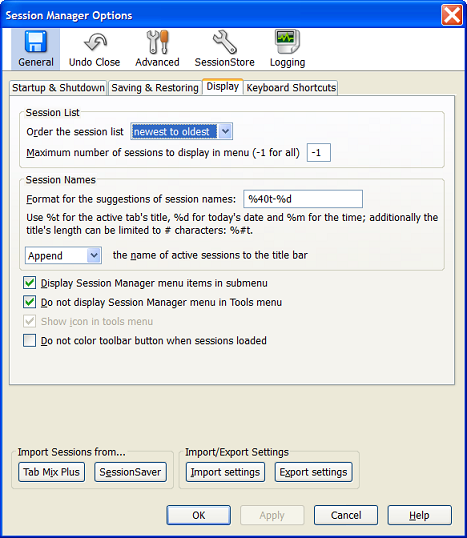 Session Manager Options
General Undo Close Advanced SessionStore Logging
Startup & Shutdown Saving & Restoring Display Keyboard Shortcuts
Session List
Order the session list newest to oldest
Maximum number of sessions to display in menu (-1 for all) -1
Session Names
Format for the suggestions of session names: %40t-%d
Use %t for the active tab's title, %d for today's date and %m for the time; additionally the
title's length can be limited to # characters: %#t.
Append the name of active sessions to the title bar
Display Session Manager menu items in submenu
Do not display Session Manager menu in Tools menu
Show icon in tools menu
Do not color toolbar button when sessions loaded
Import Sessions from... Import/Export Settings
Tab Mix Plus SessionSaver Import settings Export settings
OK Apply Cancel Help